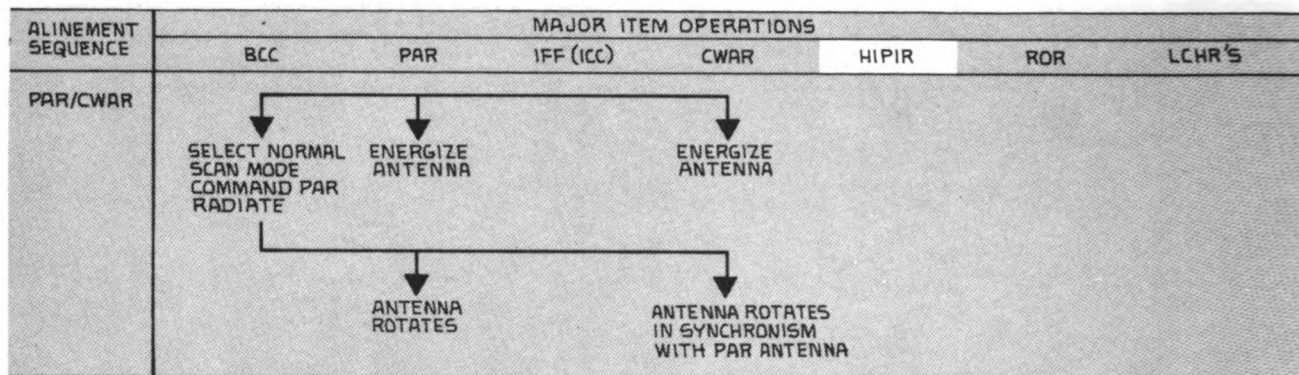 ALINEMENT SEQUENCE
MAJOR ITEM OPERATIONS
BCC PAR IFF (ICC) CWAR HIPIR ROR LCHR'S
PAR/CWAR
SELECT NORMAL
SCAN MODE
COMMAND PAR
RADIATE
ENERGIZE
ANTENNA
ENERGIZE
ANTENNA
ANTENNA
ROTATES
ANTENNA ROTATES
IN SYNCHRONISM
WITH PAR ANTENNA